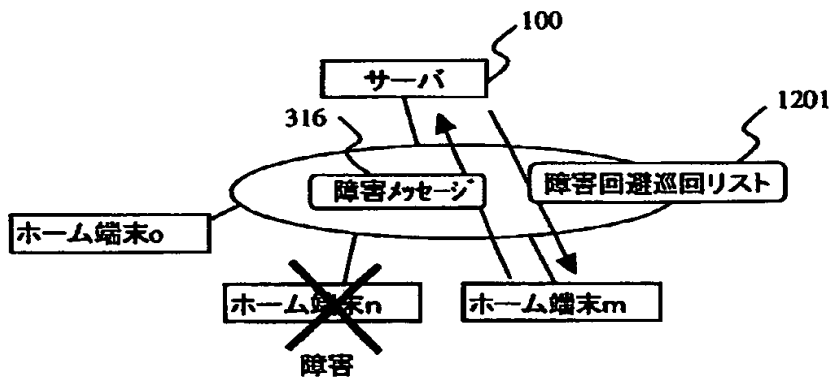 100
サーバ
1201
316
障害メッセージ
障害回避巡回リスト
ホーム端末o
ホーム端末n
ホーム端末m
障害